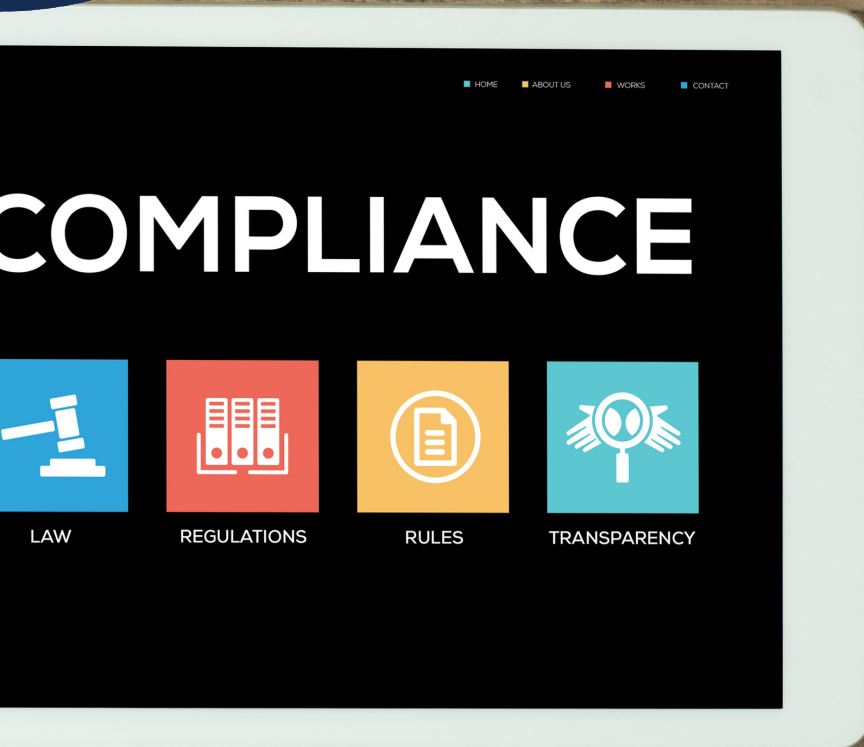 HOME ABOUT US WORKS CONTACT
COMPLIANCE
LAW REGULATIONS RULES TRANSPARENCY